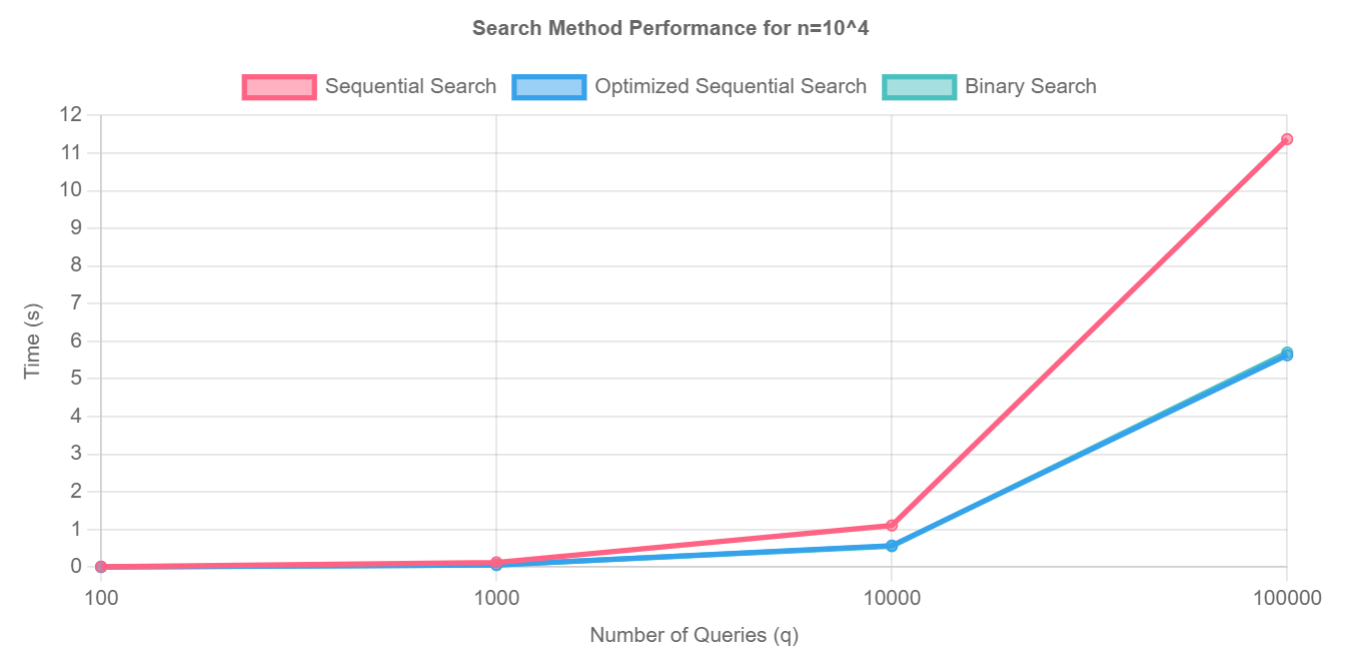 Search Method Performance for n=10^4
Sequential Search Optimized Sequential Search Binary Search
12
11
10
9
8
7
6
5
4
3
2
1
0
Time (s)
100 1000 10000 100000
Number of Queries (q)